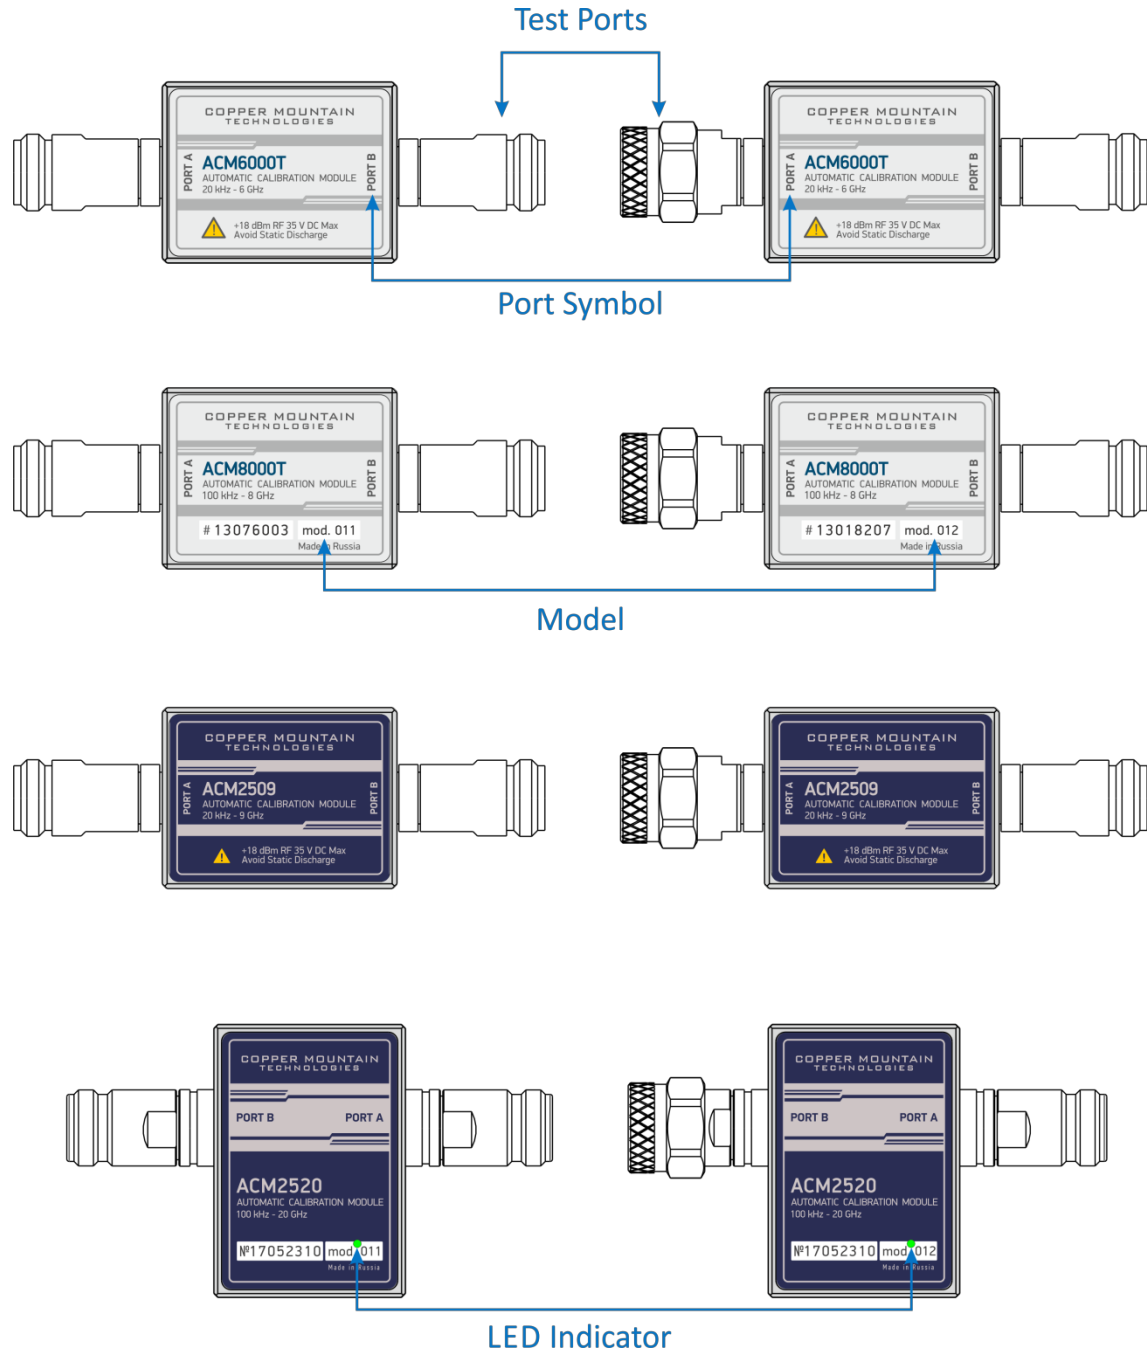 Test Ports
COPPER MOUNTAIN
TECHNOLOGIES
PORT A
ACM6000T
AUTOMATIC CALIBRATION MODULE
20 kHz - 6 GHz
PORT B
+18 dBm RF 35 V DC Max
Avoid Static Discharge
COPPER MOUNTAIN
TECHNOLOGIES
PORT A
ACM6000T
AUTOMATIC CALIBRATION MODULE
20 kHz - 6 GHz
PORT B
+18 dBm RF 35 V DC Max
Avoid Static Discharge
Port Symbol
COPPER MOUNTAIN
TECHNOLOGIES
PORT A
ACM8000T
AUTOMATIC CALIBRATION MODULE
100 kHz - 8 GHz
PORT B
#13076003 mod. 011
Made in Russia
COPPER MOUNTAIN
TECHNOLOGIES
PORT A
ACM8000T
AUTOMATIC CALIBRATION MODULE
100 kHz - 8 GHz
PORT B
#13018207 mod. 012
Made in Russia
Model
COPPER MOUNTAIN
TECHNOLOGIES
PORT A
ACM2509
AUTOMATIC CALIBRATION MODULE
20 kHz - 9 GHz
PORT B
+18 dBm RF 35 V DC Max
Avoid Static Discharge
COPPER MOUNTAIN
TECHNOLOGIES
PORT A
ACM2509
AUTOMATIC CALIBRATION MODULE
20 kHz - 9 GHz
PORT B
+18 dBm RF 35 V DC Max
Avoid Static Discharge
COPPER MOUNTAIN
TECHNOLOGIES
PORT B PORT A
ACM2520
AUTOMATIC CALIBRATION MODULE
100 kHz - 20 GHz
№17052310 mod. 011
Made in Russia
COPPER MOUNTAIN
TECHNOLOGIES
PORT B PORT A
ACM2520
AUTOMATIC CALIBRATION MODULE
100 kHz - 20 GHz
№17052310 mod. 012
Made in Russia
LED Indicator